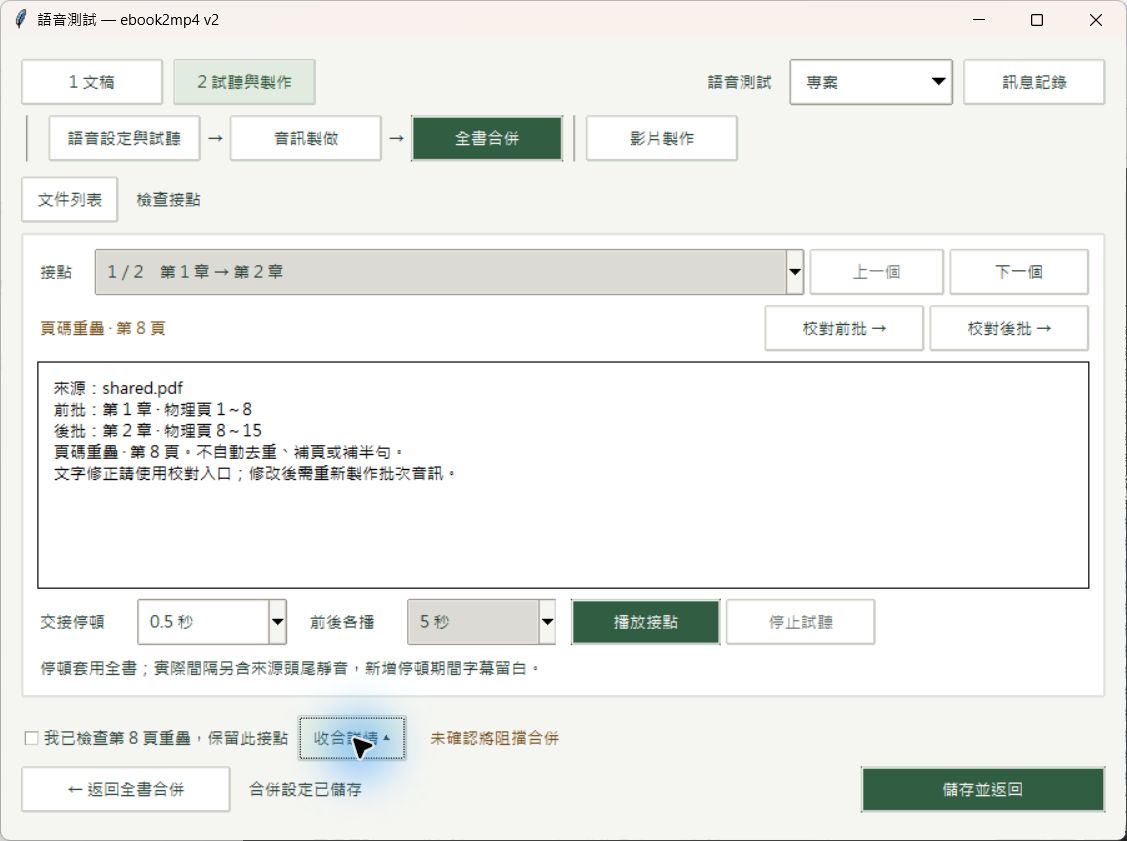 語音測試 — ebook2mp4 v2
1 文稿
2 試聽與製作
語音測試
專案
訊息記錄
語音設定與試聽
→
音訊製做
→
全書合併
影片製作
文件列表
檢查接點
接點
1 / 2 第 1 章 → 第 2 章
上一個
下一個
頁碼重疊 · 第 8 頁
校對前批 →
校對後批 →
來源：shared.pdf
前批：第 1 章 · 物理頁 1 ~ 8
後批：第 2 章 · 物理頁 8 ~ 15
頁碼重疊 · 第 8 頁。不自動去重、補頁或補半句。
文字修正請使用校對入口；修改後需重新製作批次音訊。
交接停頓
0.5 秒
前後各播
5 秒
播放接點
停止試聽
停頓套用全書；實際間隔另含來源頭尾靜音，新增停頓期間字幕留白。
我已檢查第 8 頁重疊，保留此接點
收合詳情 ▴
未確認將阻擋合併
← 返回全書合併
合併設定已儲存
儲存並返回